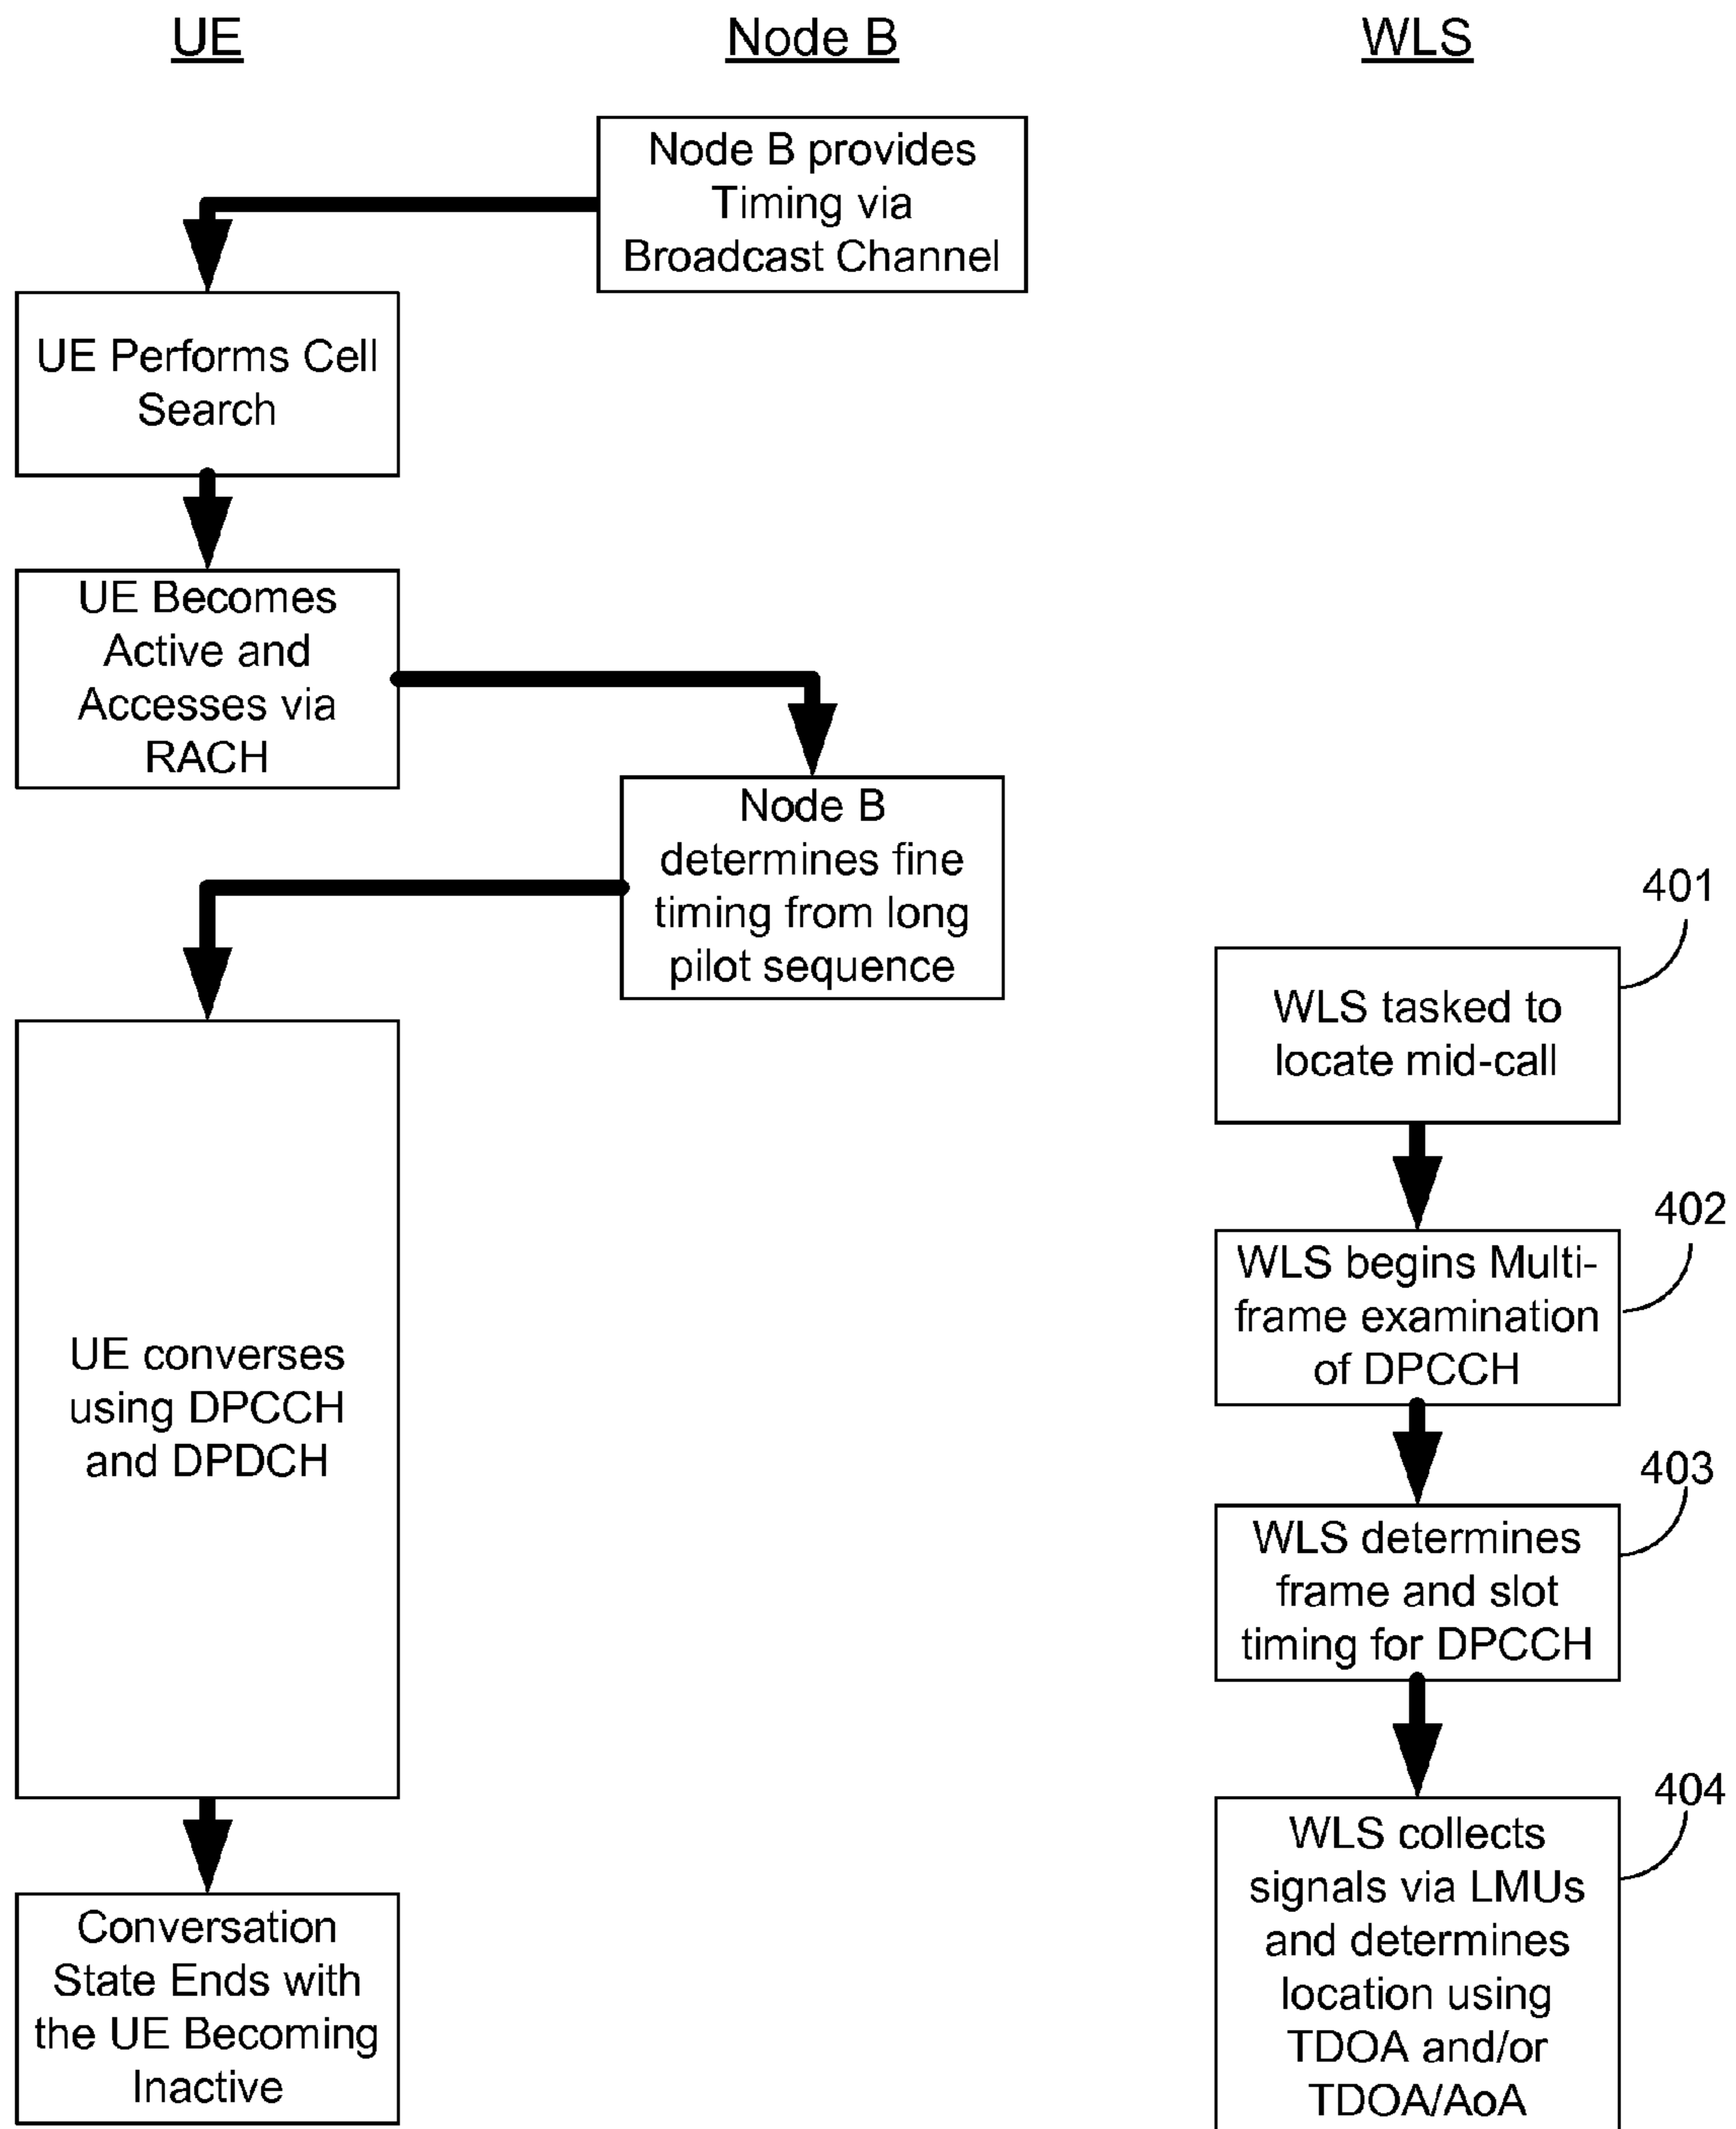 UE
Node B
WLS
Node B provides
Timing via
Broadcast Channel
UE Performs Cell
Search
UE Becomes
Active and
Accesses via
RACH
Node B
determines fine
timing from long
pilot sequence
UE converses
using DPCCH
and DPDCH
Conversation
State Ends with
the UE Becoming
Inactive
401
WLS tasked to
locate mid-call
402
WLS begins Multi-
frame examination
of DPCCH
403
WLS determines
frame and slot
timing for DPCCH
404
WLS collects
signals via LMUs
and determines
location using
TDOA and/or
TDOA/AoA